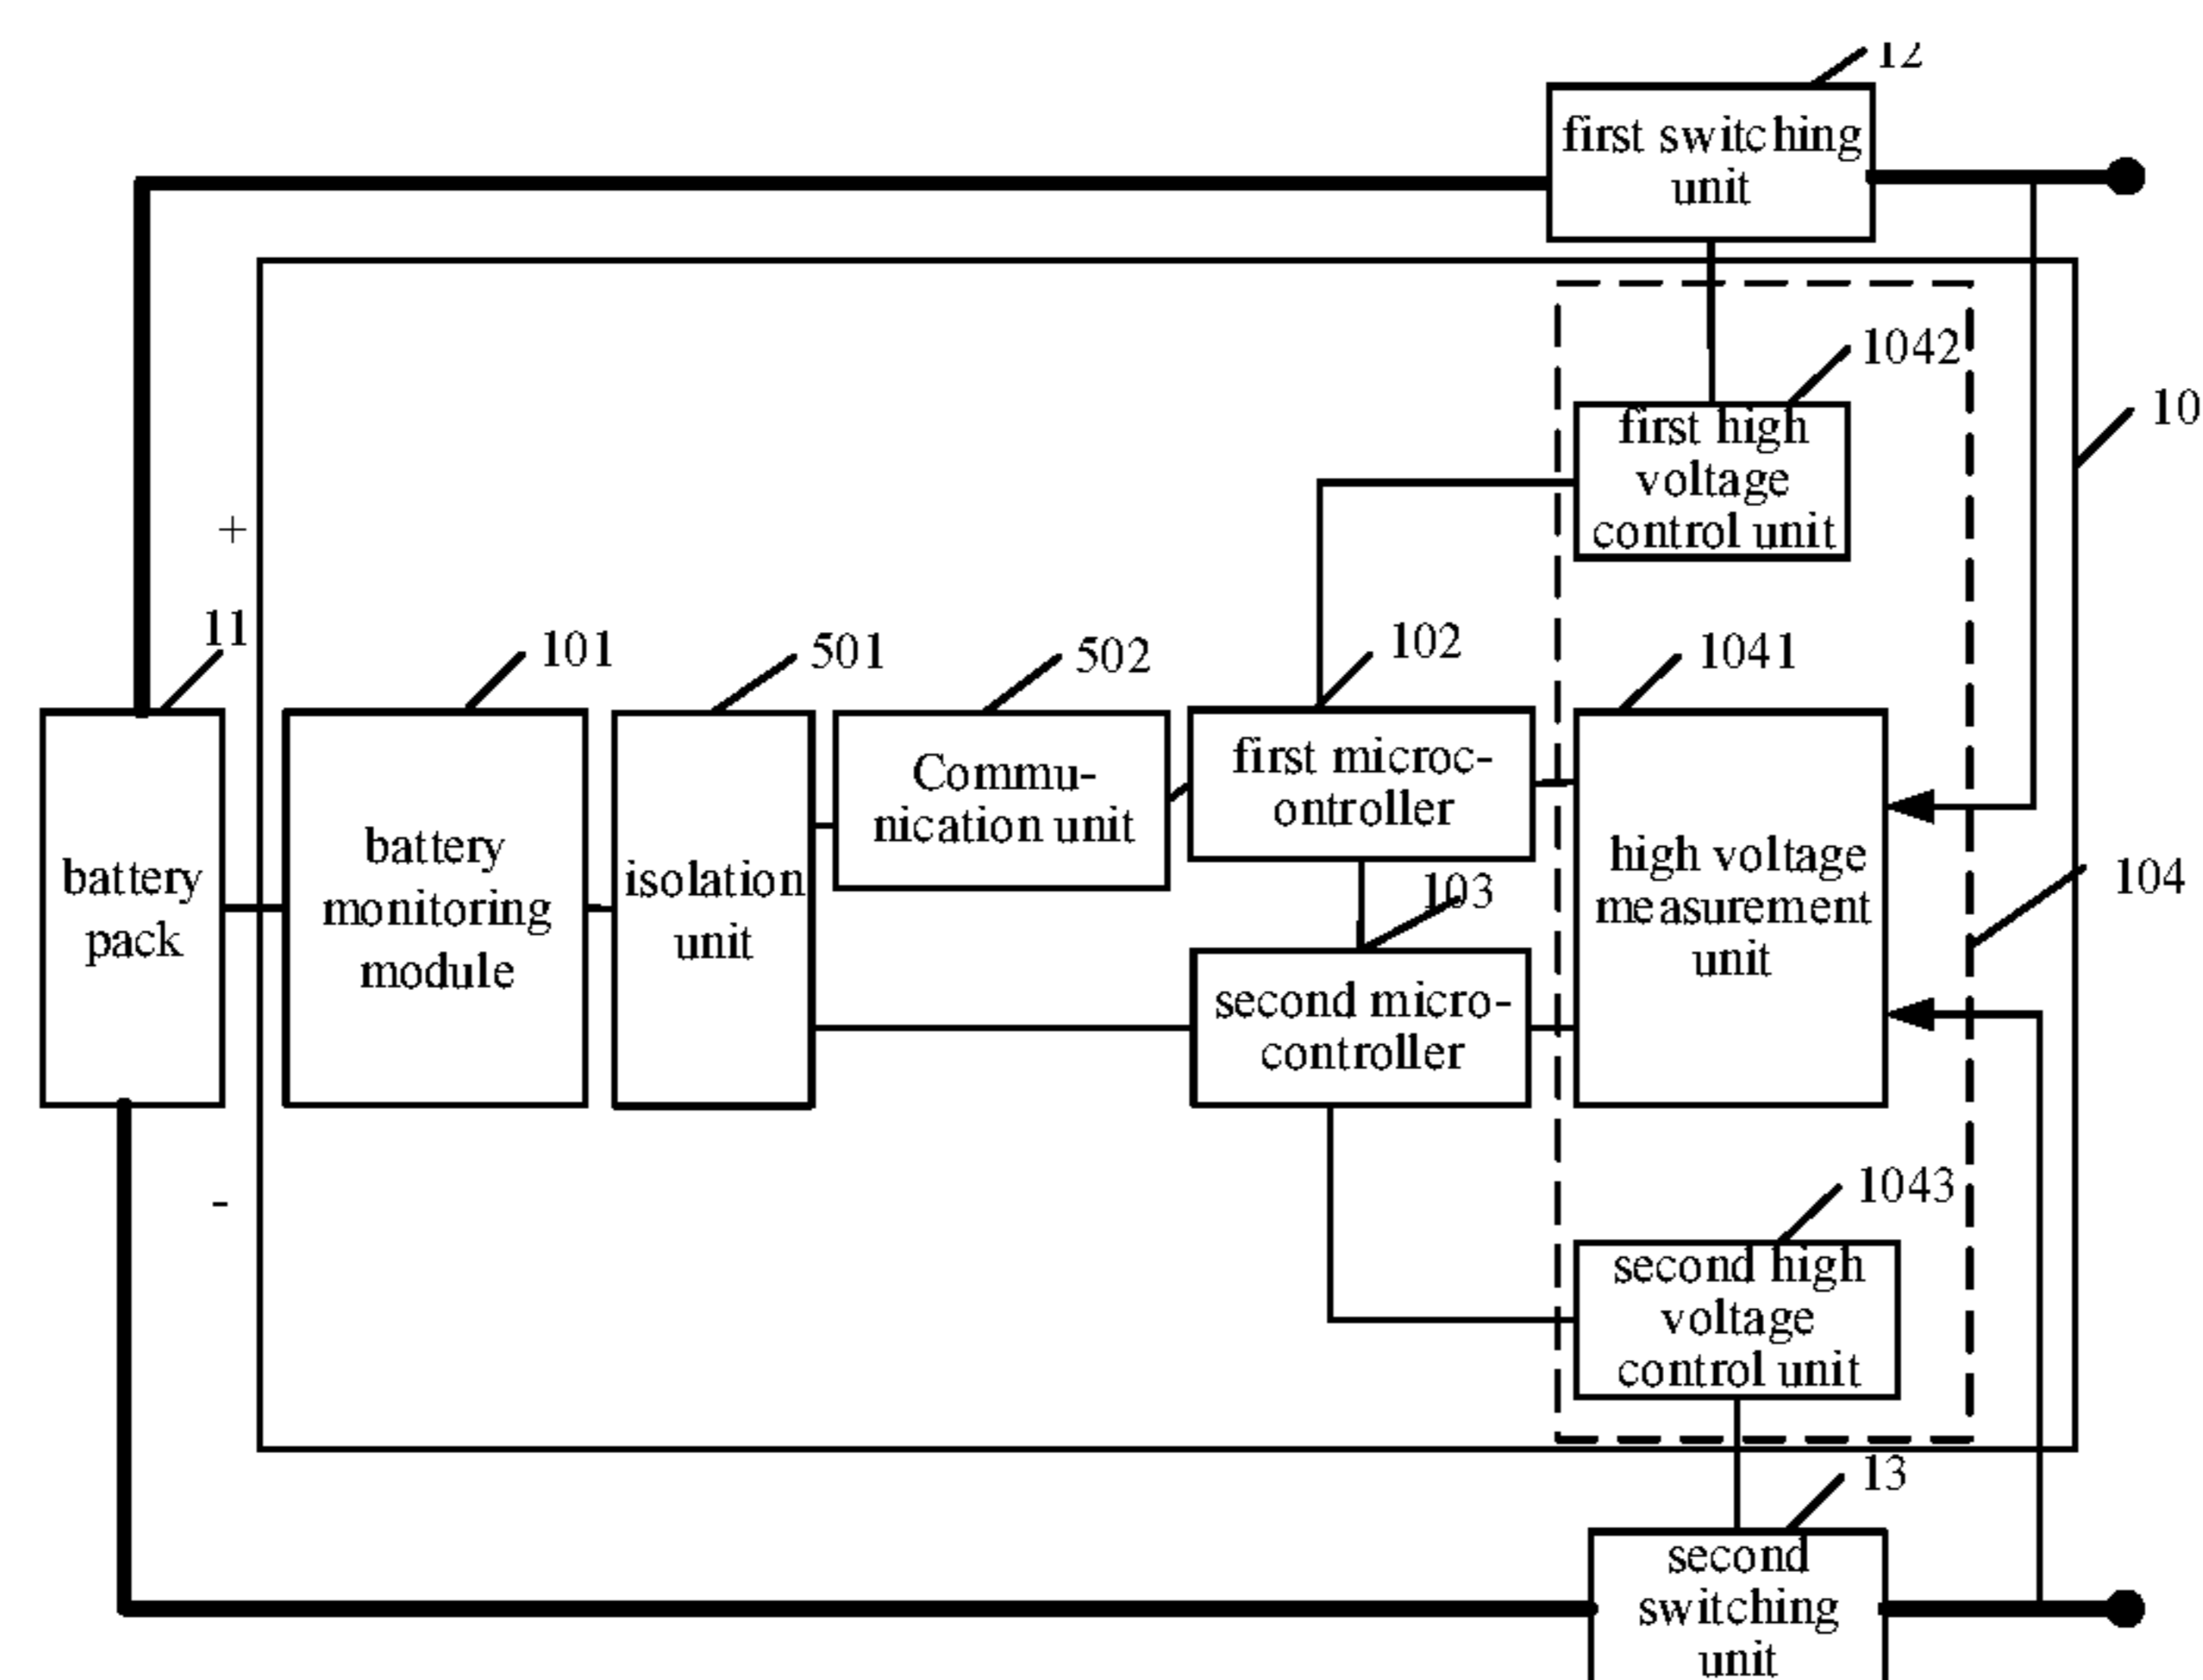 12
first switching
unit
1042
first high
voltage
control unit
10
+
11
101
501
502
102
1041
battery
pack
battery
monitoring
module
isolation
unit
Commu-
nication unit
first microc-
ontroller
103
second micro-
controller
high voltage
measurement
unit
104
-
1043
second high
voltage
control unit
13
second
switching
unit